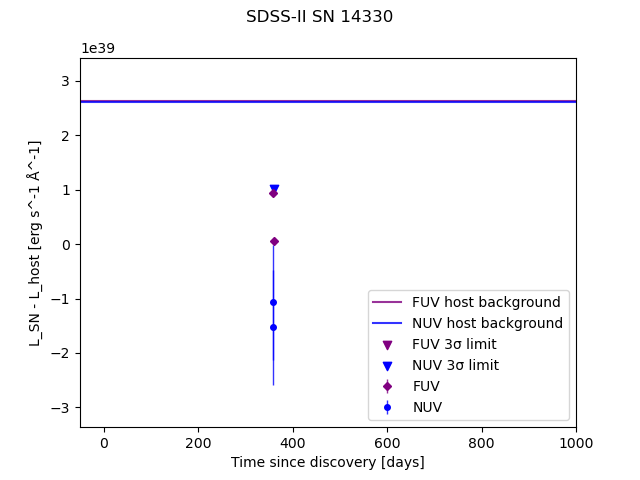 SDSS-II SN 14330
1e39
3
2
1
0
−1
−2
−3
L_SN - L_host [erg s^-1 Å^-1]
FUV host background
NUV host background
FUV 3σ limit
NUV 3σ limit
FUV
NUV
0 200 400 600 800 1000
Time since discovery [days]